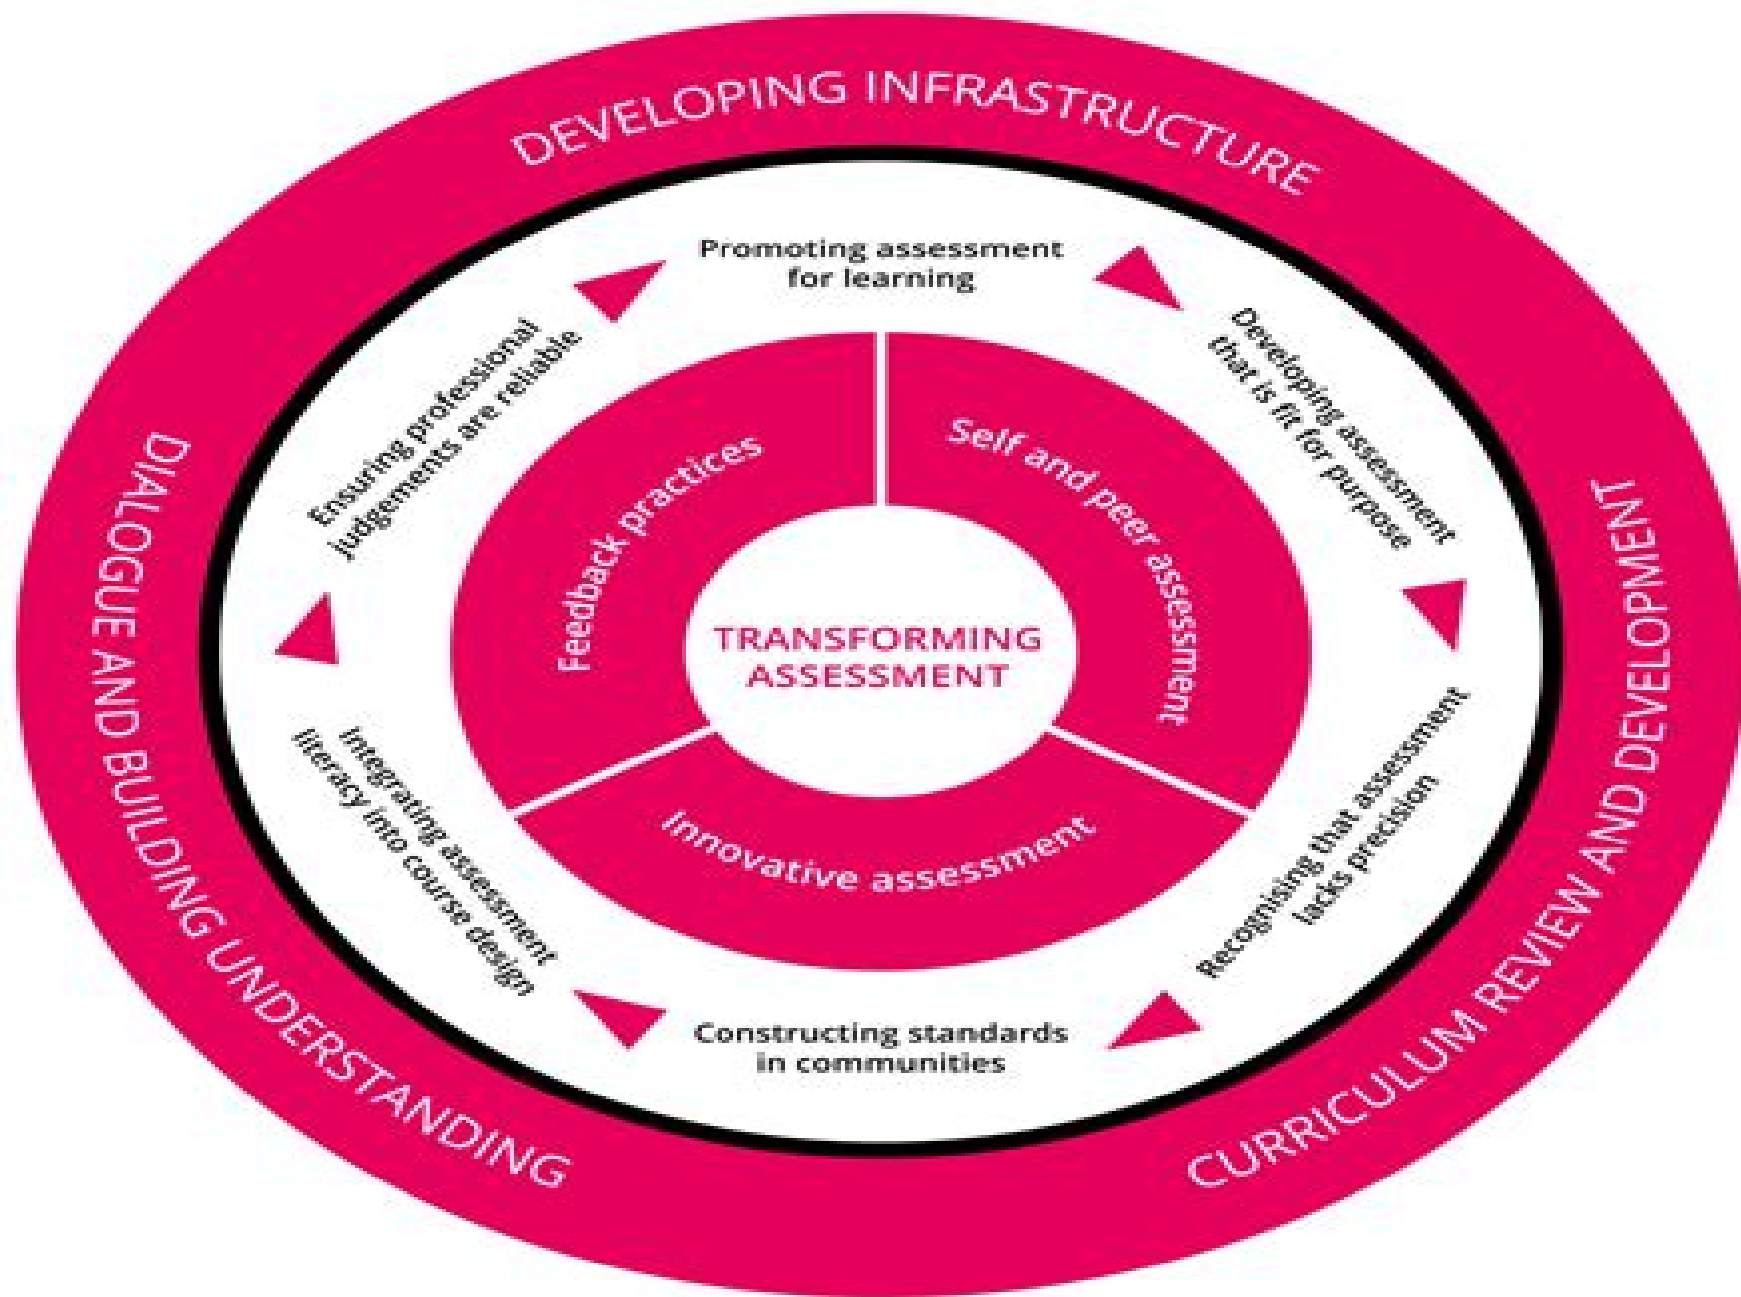 DEVELOPING INFRASTRUCTURE
Promoting assessment
for learning
Developing assessment
that is fit for purpose
Recognising that assessment
lacks precision
Constructing standards
in communities
Integrating assessment
literacy into course design
Ensuring professional
judgements are reliable
Feedback practices
Self and peer assessment
Innovative assessment
TRANSFORMING
ASSESSMENT
CURRICULUM REVIEW AND DEVELOPMENT
DIALOGUE AND BUILDING UNDERSTANDING